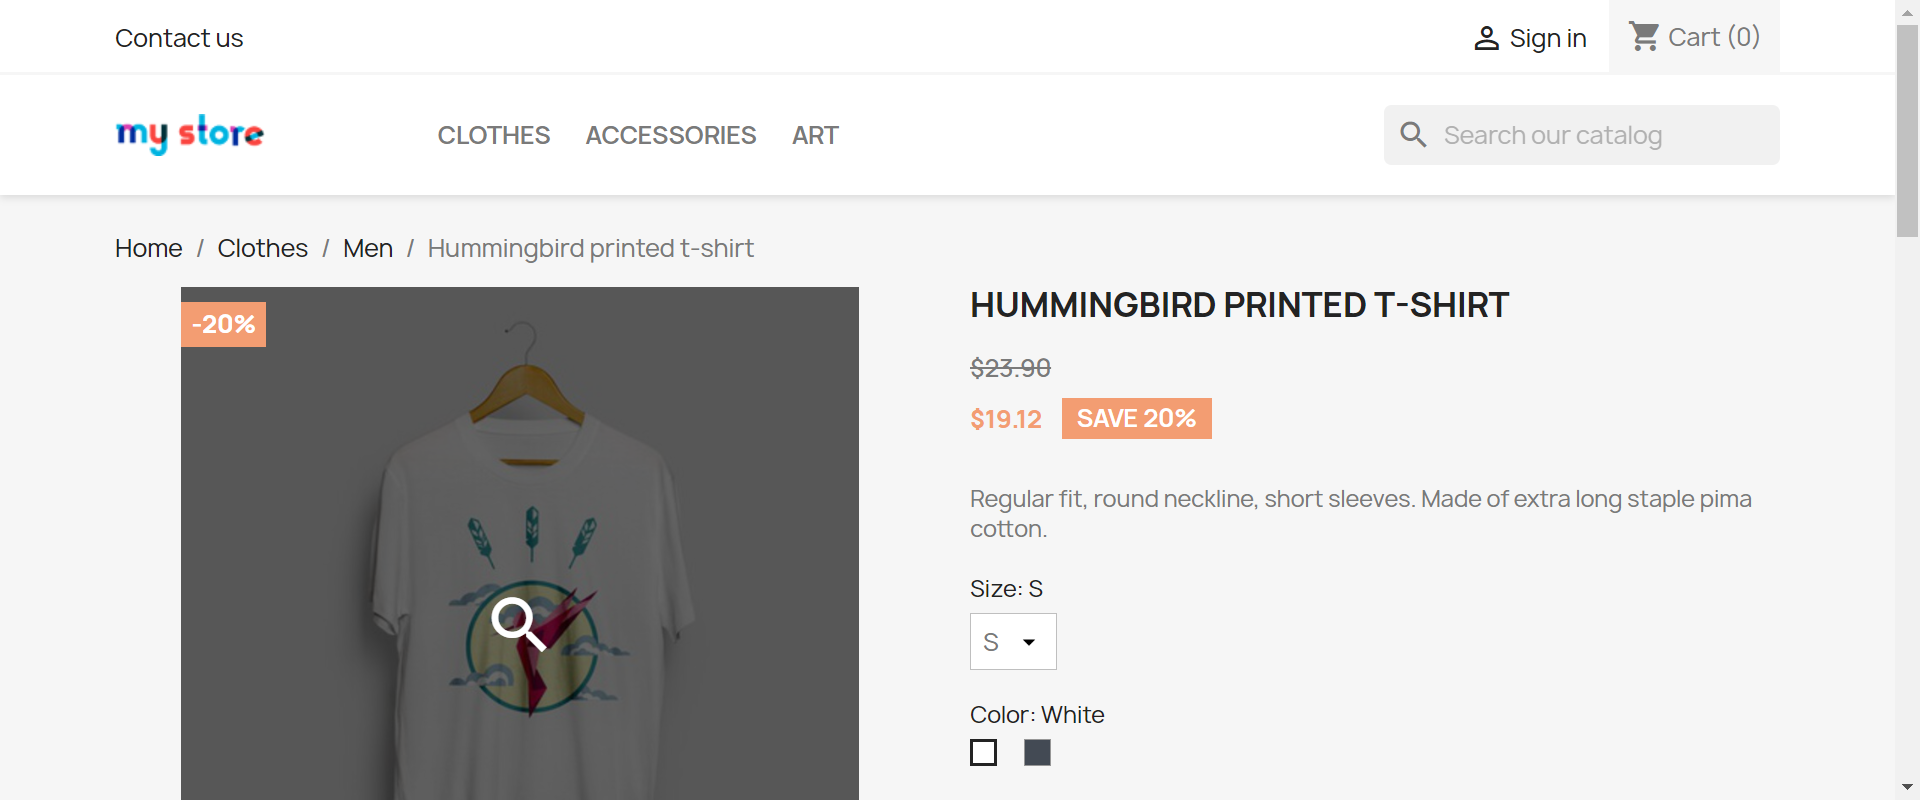 Contact us
Sign in
Cart (0)
my store
CLOTHES
ACCESSORIES
ART
Search our catalog
Home / Clothes / Men / Hummingbird printed t-shirt
-20%
HUMMINGBIRD PRINTED T-SHIRT
$23.90
$19.12
SAVE 20%
Regular fit, round neckline, short sleeves. Made of extra long staple pima
cotton.
Size: S
S
Color: White